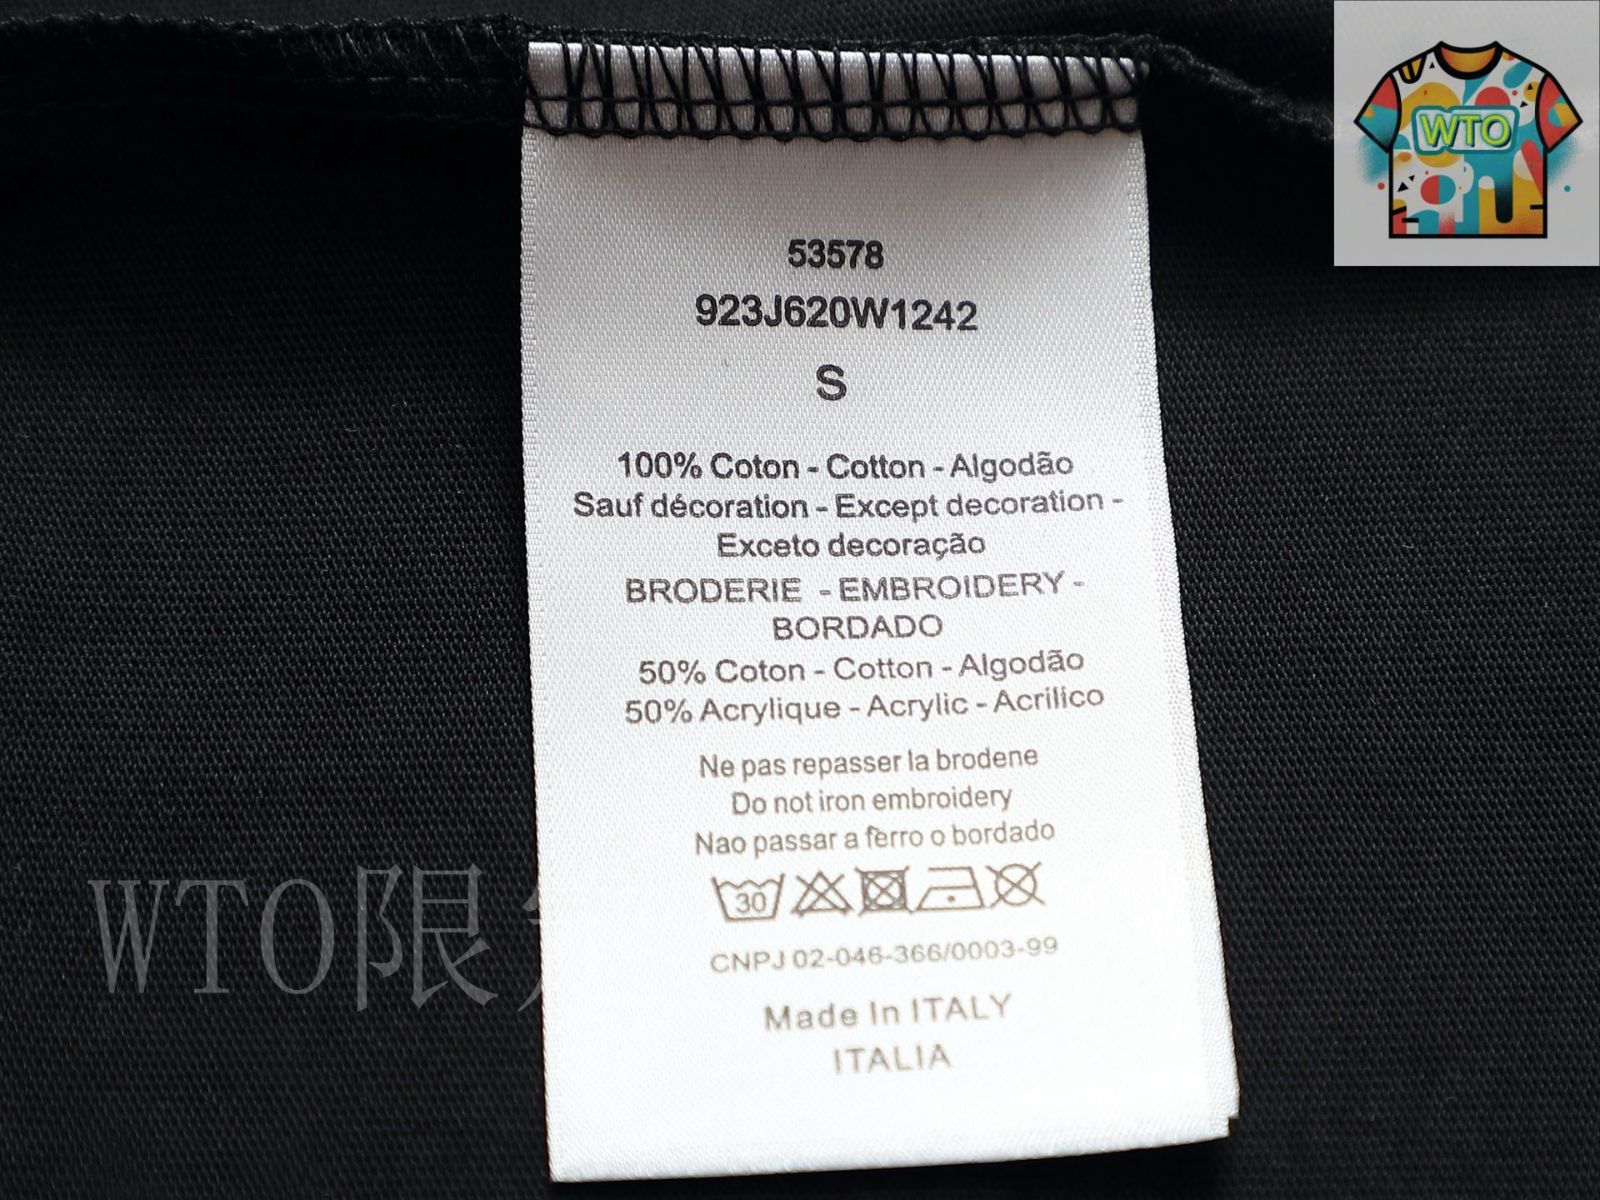 WTO
53578
923J620W1242
S
100% Coton - Cotton - Algodão
Sauf décoration - Except decoration -
Exceto decoração
BRODERIE - EMBROIDERY -
BORDADO
50% Coton - Cotton - Algodão
50% Acrylique - Acrylic - Acrilico
Ne pas repasser la brodene
Do not iron embroidery
Nao passar a ferro o bordado
30
CNPJ 02-046-366/0003-99
Made In ITALY
ITALIA
WTO限